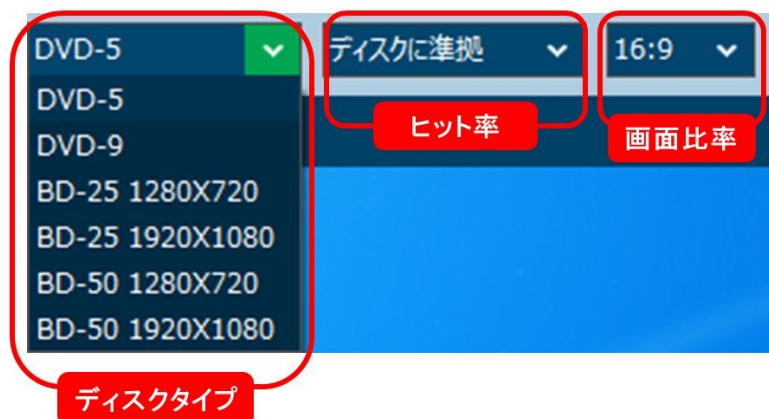 DVD-5
ディスクに準拠
16:9
DVD-5
DVD-9
BD-25 1280X720
BD-25 1920X1080
BD-50 1280X720
BD-50 1920X1080
ヒット率
画面比率
ディスクタイプ